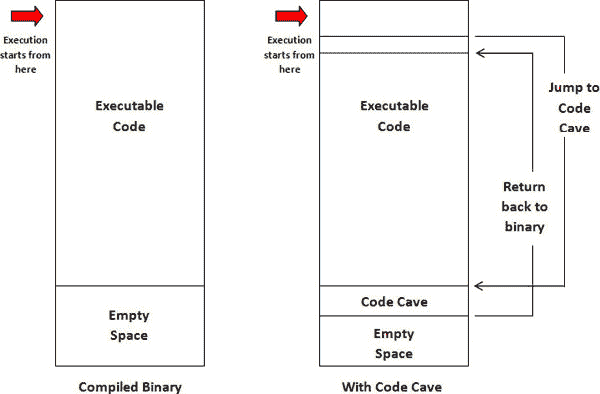 Execution
starts from
here
Executable
Code
Empty
Space
Compiled Binary
Execution
starts from
here
Executable
Code
Jump to
Code
Cave
Return
back to
binary
Code Cave
Empty
Space
With Code Cave